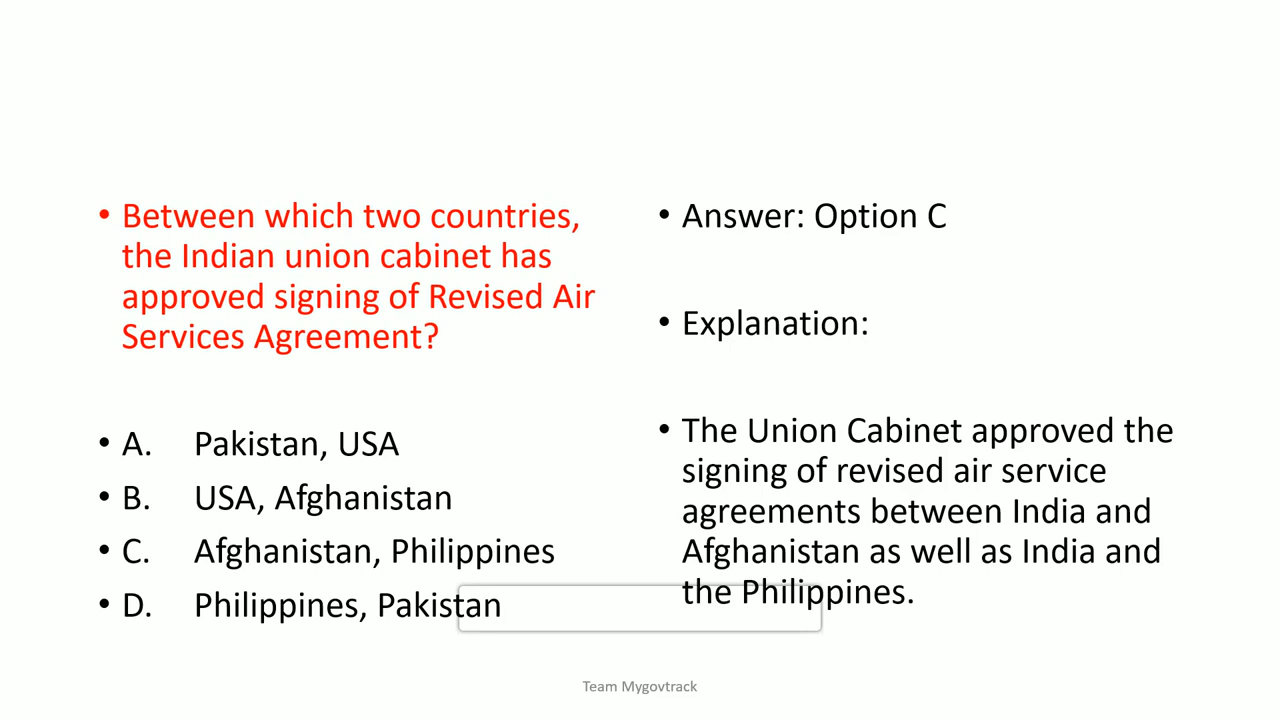 • Between which two countries,
the Indian union cabinet has
approved signing of Revised Air
Services Agreement?
• A. Pakistan, USA
• B. USA, Afghanistan
• C. Afghanistan, Philippines
• D. Philippines, Pakistan
• Answer: Option C
• Explanation:
• The Union Cabinet approved the
signing of revised air service
agreements between India and
Afghanistan as well as India and
the Philippines.
Team Mygovtrack